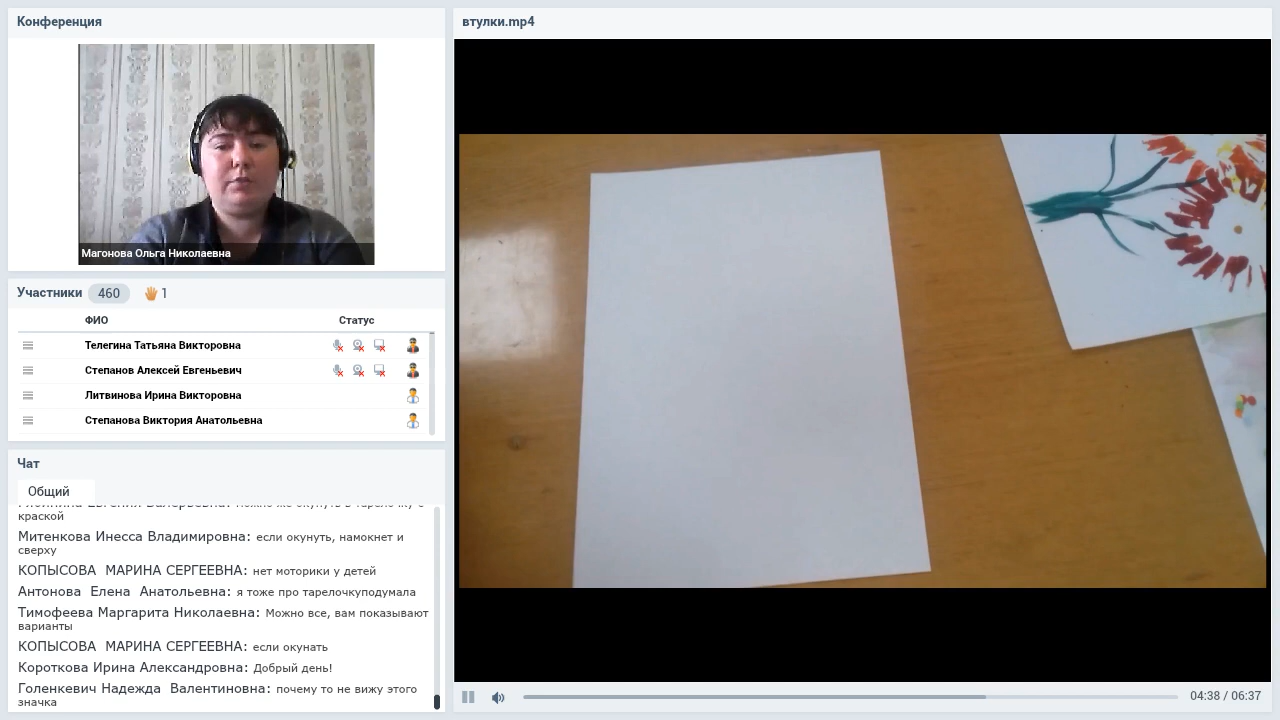 Конференция
Магонова Ольга Николаевна
Участники 460 1
ФИО Статус
Телегина Татьяна Викторовна
Степанов Алексей Евгеньевич
Литвинова Ирина Викторовна
Степанова Виктория Анатольевна
Чат
Общий
краской
Митенкова Инесса Владимировна: если окунуть, намокнет и
сверху
КОПЫСОВА МАРИНА СЕРГЕЕВНА: нет моторики у детей
Антонова Елена Анатольевна: я тоже про тарелочкуподумала
Тимофеева Маргарита Николаевна: Можно все, вам показывают
варианты
КОПЫСОВА МАРИНА СЕРГЕЕВНА: если окунать
Короткова Ирина Александровна: Добрый день!
Голенкевич Надежда Валентиновна: почему то не вижу этого
значка
втулки.mp4
04:38 / 06:37